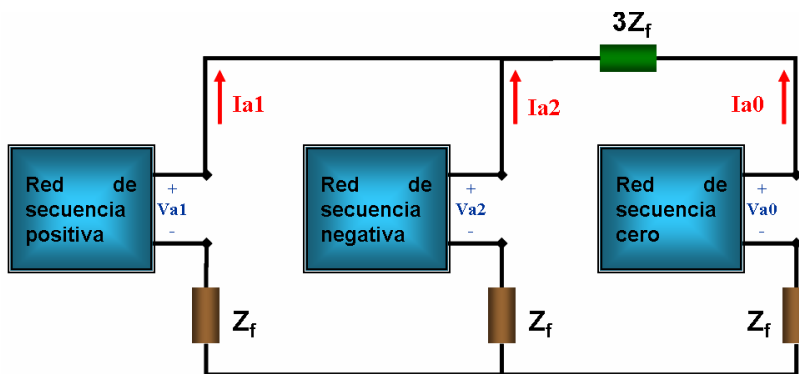 3Zf
Ia1
Ia2
Ia0
Red de
secuencia
positiva
+
Va1
-
Red de
secuencia
negativa
+
Va2
-
Red de
secuencia
cero
+
Va0
-
Zf
Zf
Zf